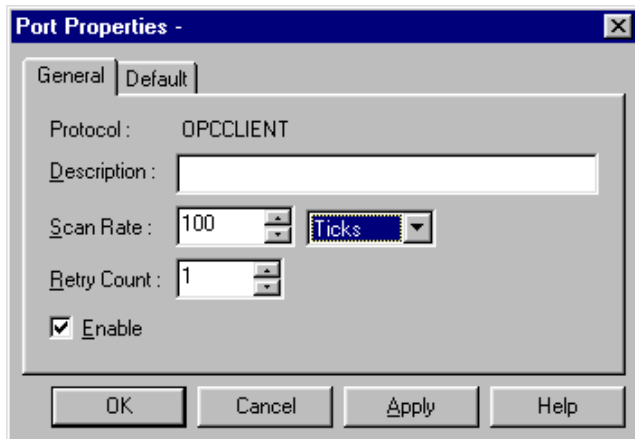 Port Properties -
General Default
Protocol : OPCCLIENT
Description :
Scan Rate : 100 Ticks
Retry Count : 1
Enable
OK Cancel Apply Help